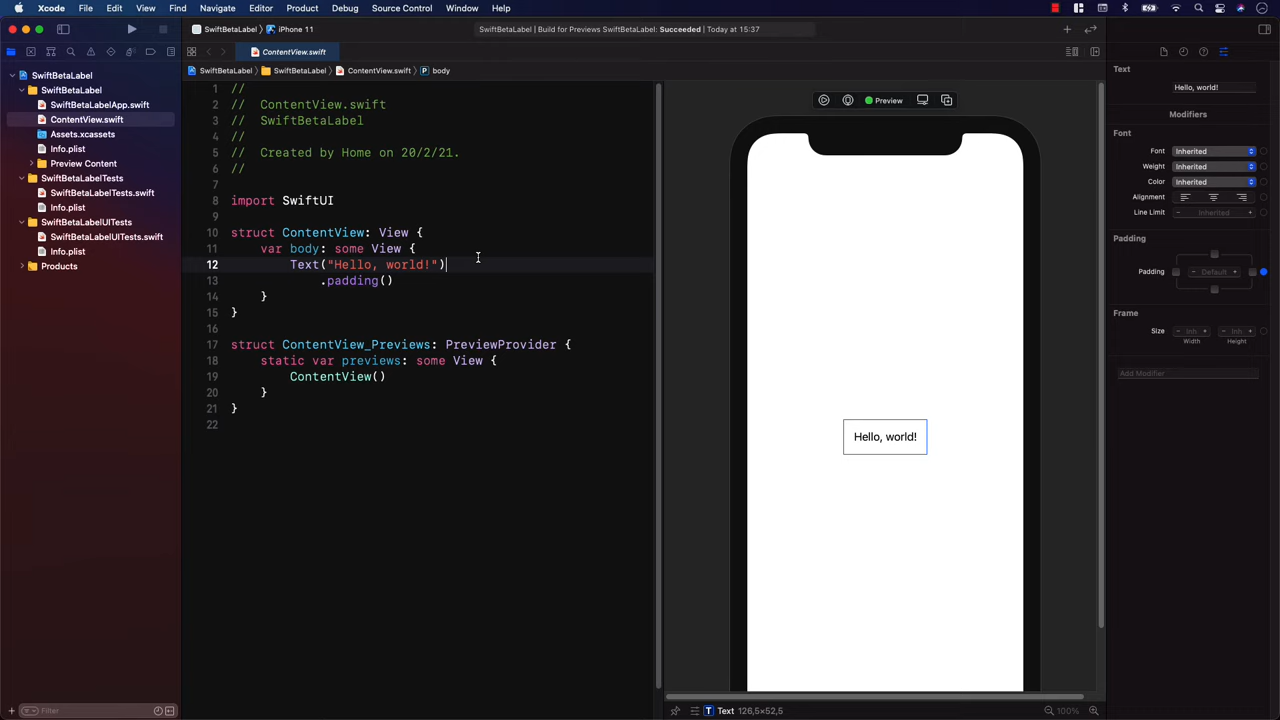 Xcode File Edit View Find Navigate Editor Product Debug Source Control Window Help
SwiftBetaLabel iPhone 11
SwiftBetaLabel | Build for Previews SwiftBetaLabel: Succeeded | Today at 15:37
ContentView.swift
SwiftBetaLabel SwiftBetaLabel ContentView.swift P body
SwiftBetaLabel
SwiftBetaLabel
SwiftBetaLabelApp.swift
ContentView.swift
Assets.xcassets
Info.plist
Preview Content
SwiftBetaLabelTests
SwiftBetaLabelTests.swift
Info.plist
SwiftBetaLabelUITests
SwiftBetaLabelUITests.swift
Info.plist
Products
Filter
1 //
2 // ContentView.swift
3 // SwiftBetaLabel
4 //
5 // Created by Home on 20/2/21.
6 //
7
8 import SwiftUI
9
10 struct ContentView: View {
11 var body: some View {
12 Text("Hello, world!")
13 .padding()
14 }
15 }
16
17 struct ContentView_Previews: PreviewProvider {
18 static var previews: some View {
19 ContentView()
20 }
21 }
22
Preview
Hello, world!
T Text 126,5×52,5
100%
Text
Hello, world!
Modifiers
Font
Font Inherited
Weight Inherited
Color Inherited
Alignment
Line Limit − Inherited +
Padding
Padding − Default +
Frame
Size − Inh + − Inh +
Width Height
Add Modifier